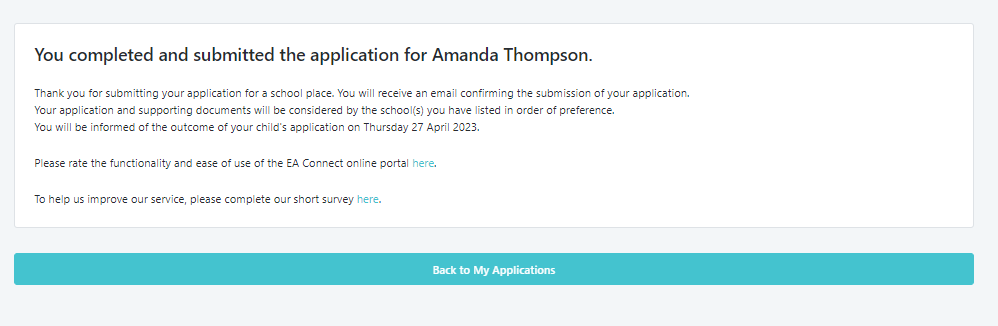 You completed and submitted the application for Amanda Thompson.
Thank you for submitting your application for a school place. You will receive an email confirming the submission of your application.
Your application and supporting documents will be considered by the school(s) you have listed in order of preference.
You will be informed of the outcome of your child's application on Thursday 27 April 2023.
Please rate the functionality and ease of use of the EA Connect online portal here.
To help us improve our service, please complete our short survey here.
Back to My Applications